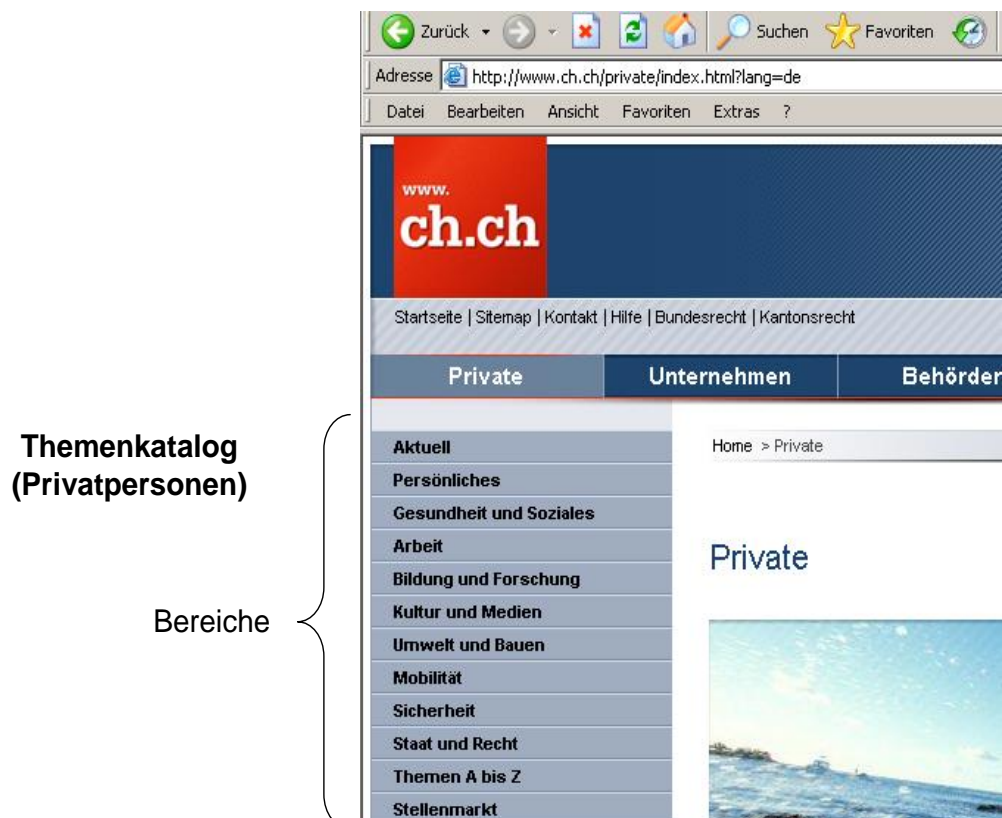 Zurück Suchen Favoriten
Adresse http://www.ch.ch/private/index.html?lang=de
Datei Bearbeiten Ansicht Favoriten Extras ?
www.
ch.ch
Startseite | Sitemap | Kontakt | Hilfe | Bundesrecht | Kantonsrecht
Private Unternehmen Behörden
Themenkatalog
(Privatpersonen)
Bereiche
Aktuell
Persönliches
Gesundheit und Soziales
Arbeit
Bildung und Forschung
Kultur und Medien
Umwelt und Bauen
Mobilität
Sicherheit
Staat und Recht
Themen A bis Z
Stellenmarkt
Home > Private
Private